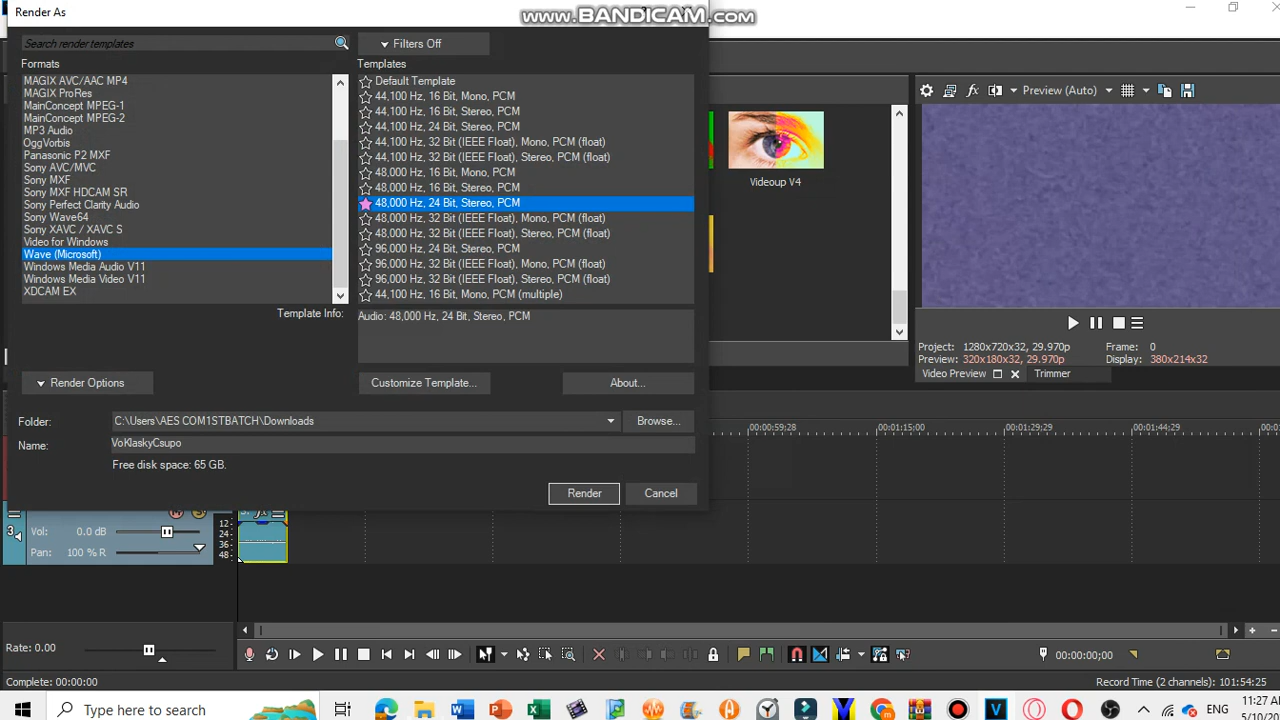 Render As
www.BANDICAM.com
Search render templates
Filters Off
Formats
Templates
MAGIX AVC/AAC MP4
MAGIX ProRes
MainConcept MPEG-1
MainConcept MPEG-2
MP3 Audio
OggVorbis
Panasonic P2 MXF
Sony AVC/MVC
Sony MXF
Sony MXF HDCAM SR
Sony Perfect Clarity Audio
Sony Wave64
Sony XAVC / XAVC S
Video for Windows
Wave (Microsoft)
Windows Media Audio V11
Windows Media Video V11
XDCAM EX
Default Template
44,100 Hz, 16 Bit, Mono, PCM
44,100 Hz, 16 Bit, Stereo, PCM
44,100 Hz, 24 Bit, Stereo, PCM
44,100 Hz, 32 Bit (IEEE Float), Mono, PCM (float)
44,100 Hz, 32 Bit (IEEE Float), Stereo, PCM (float)
48,000 Hz, 16 Bit, Mono, PCM
48,000 Hz, 16 Bit, Stereo, PCM
48,000 Hz, 24 Bit, Stereo, PCM
48,000 Hz, 32 Bit (IEEE Float), Mono, PCM (float)
48,000 Hz, 32 Bit (IEEE Float), Stereo, PCM (float)
96,000 Hz, 24 Bit, Stereo, PCM
96,000 Hz, 32 Bit (IEEE Float), Mono, PCM (float)
96,000 Hz, 32 Bit (IEEE Float), Stereo, PCM (float)
44,100 Hz, 16 Bit, Mono, PCM (multiple)
Template Info:
Audio: 48,000 Hz, 24 Bit, Stereo, PCM
Render Options
Customize Template...
About...
Folder:
C:\Users\AES COM1STBATCH\Downloads
Browse...
Name:
VoKlaskyCsupo
Free disk space: 65 GB.
Render
Cancel
Videoup V4
Preview (Auto)
Project: 1280x720x32, 29.970p
Frame: 0
Preview: 320x180x32, 29.970p
Display: 380x214x32
Video Preview
Trimmer
00:00:59;28
00:01:15:00
00:01:29;29
00:01:44;29
3
Vol:
0.0 dB
Pan:
100 % R
12
24
36
48
Rate: 0.00
00:00:00;00
Complete: 00:00:00
Record Time (2 channels): 101:54:25
Type here to search
ENG
11:27 AM